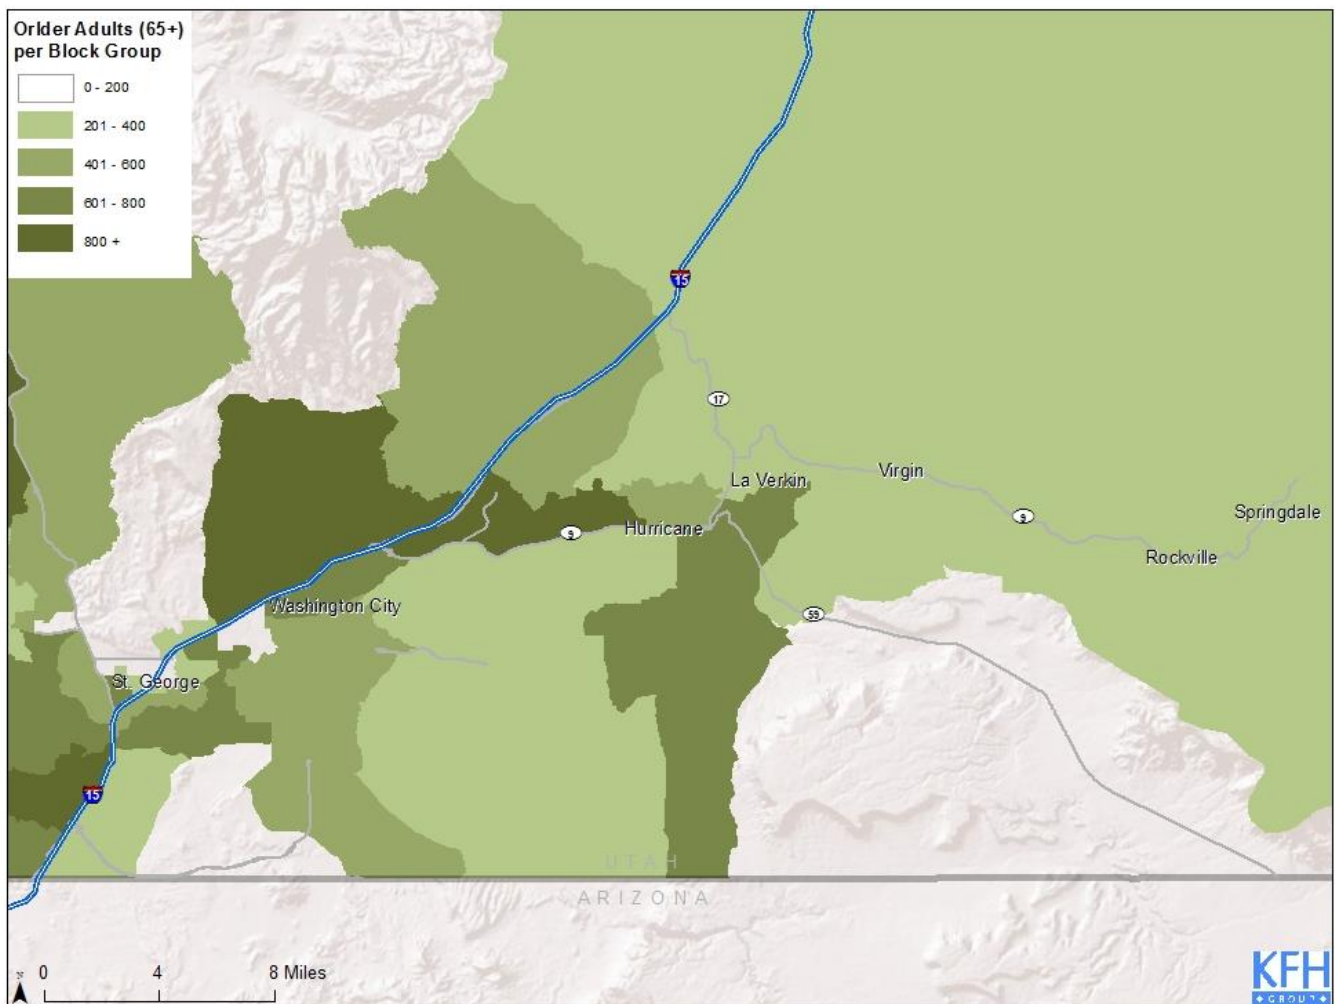 Orlder Adults (65+)
per Block Group
0 - 200
201 - 400
401 - 600
601 - 800
800 +
15
17
La Verkin
Virgin
9
Springdale
9
Hurricane
Rockville
Washington City
59
St. George
15
UTAH
ARIZONA
N
0 4 8 Miles
KFH
GROUP